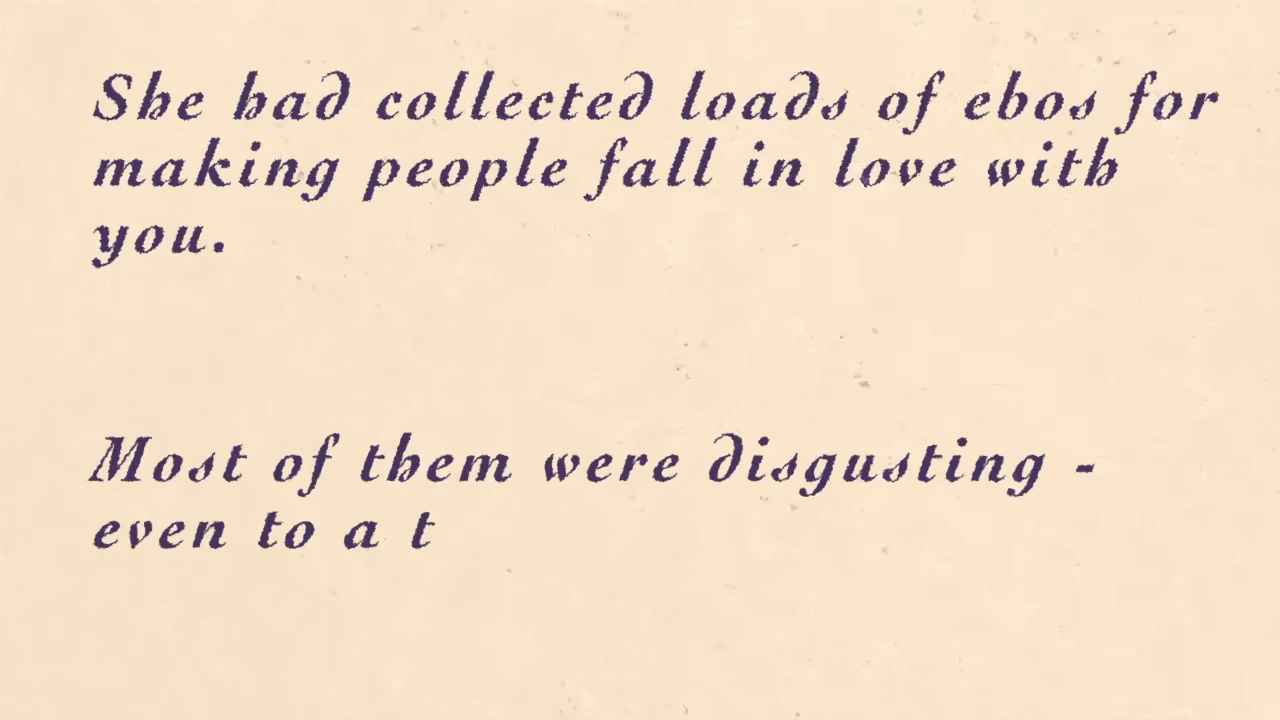 She had collected loads of ebos for
making people fall in love with
you.
Most of them were disgusting -
even to a t